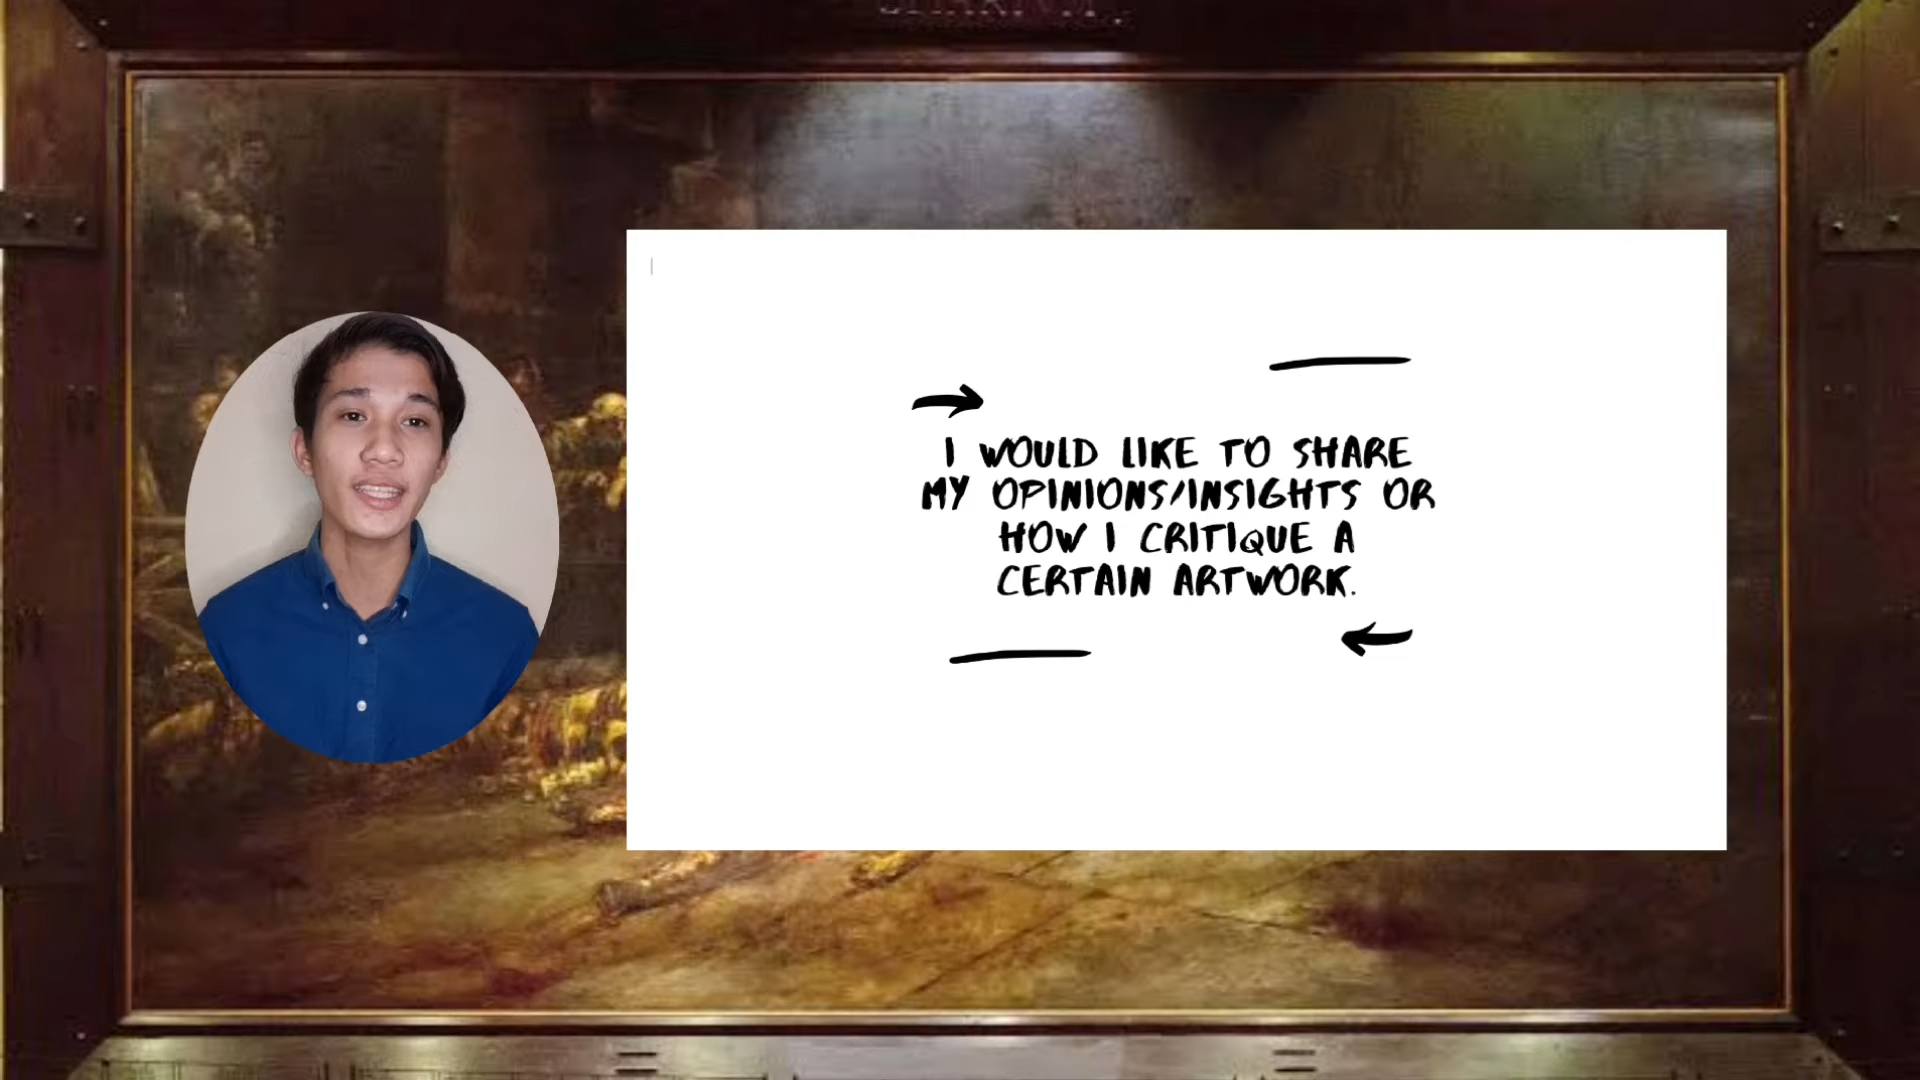 I WOULD LIKE TO SHARE
MY OPINIONS/INSIGHTS OR
HOW I CRITIQUE A
CERTAIN ARTWORK.